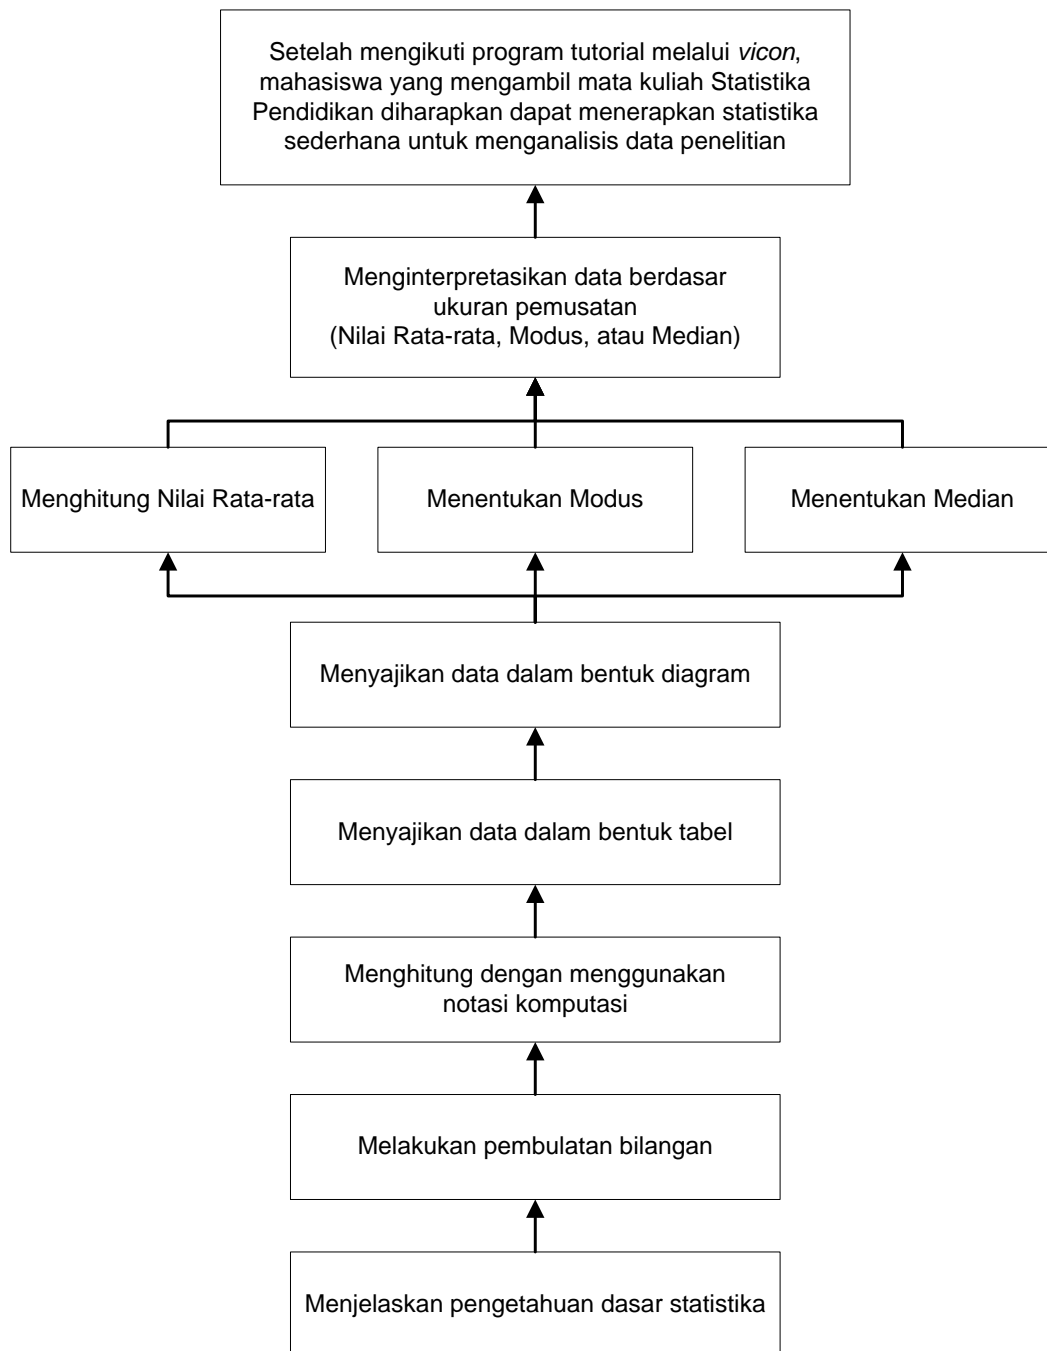 Setelah mengikuti program tutorial melalui vicon,
mahasiswa yang mengambil mata kuliah Statistika
Pendidikan diharapkan dapat menerapkan statistika
sederhana untuk menganalisis data penelitian
Menginterpretasikan data berdasar
ukuran pemusatan
(Nilai Rata-rata, Modus, atau Median)
Menghitung Nilai Rata-rata
Menentukan Modus
Menentukan Median
Menyajikan data dalam bentuk diagram
Menyajikan data dalam bentuk tabel
Menghitung dengan menggunakan
notasi komputasi
Melakukan pembulatan bilangan
Menjelaskan pengetahuan dasar statistika